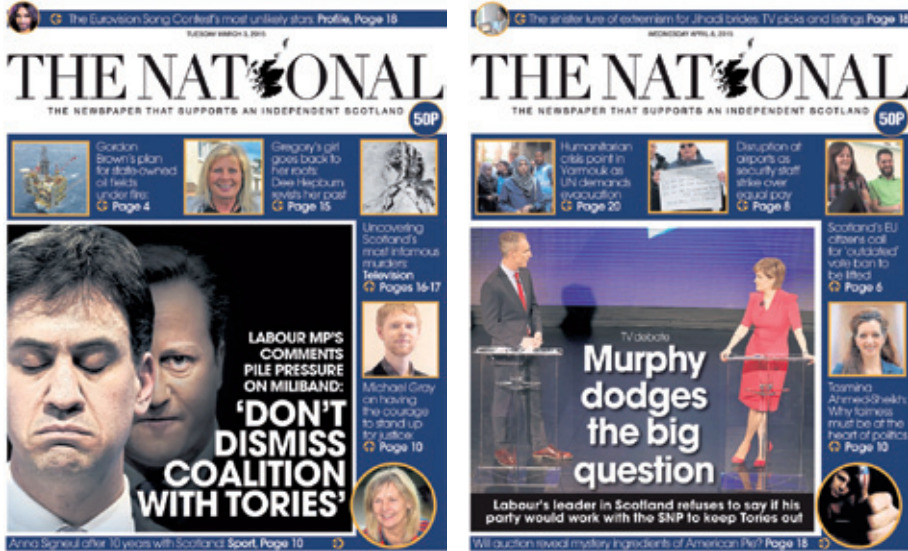 The Eurovision Song Contest's most unlikely stars Profile, Page 18
TUESDAY MARCH 3, 2015
THE NATIONAL
THE NEWSPAPER THAT SUPPORTS AN INDEPENDENT SCOTLAND
50P
Gordon
Brown's plan
for state-owned
oil fields
under fire:
Page 4
Gregory's girl
goes back to
her roots:
Dee Hepburn
revisits her past
Page 15
Uncovering
Scotland's
most infamous
murders:
Television
Pages 16-17
LABOUR MP'S
COMMENTS
PILE PRESSURE
ON MILIBAND:
'DON'T
DISMISS
COALITION
WITH TORIES'
Michael Gray
on having
the courage
to stand up
for justice:
Page 10
Anna Signeul after 10 years with Scotland: Sport, Page 10
The sinister lure of extremism for Jihadi brides: TV picks and listings Page 18
WEDNESDAY APRIL 8, 2015
THE NATIONAL
THE NEWSPAPER THAT SUPPORTS AN INDEPENDENT SCOTLAND
50P
Humanitarian
crisis point in
Yarmouk as
UN demands
evacuation
Page 20
Disruption at
airports as
security staff
strike over
equal pay
Page 8
Scotland's EU
citizens call
for 'outdated'
vote ban to
be lifted
Page 6
TV debate
Murphy
dodges
the big
question
Labour's leader in Scotland refuses to say if his
party would work with the SNP to keep Tories out
Tasmina
Ahmed-Sheikh:
Why fairness
must be at the
heart of politics
Page 10
Will auction reveal mystery ingredients of American Pie? Page 18